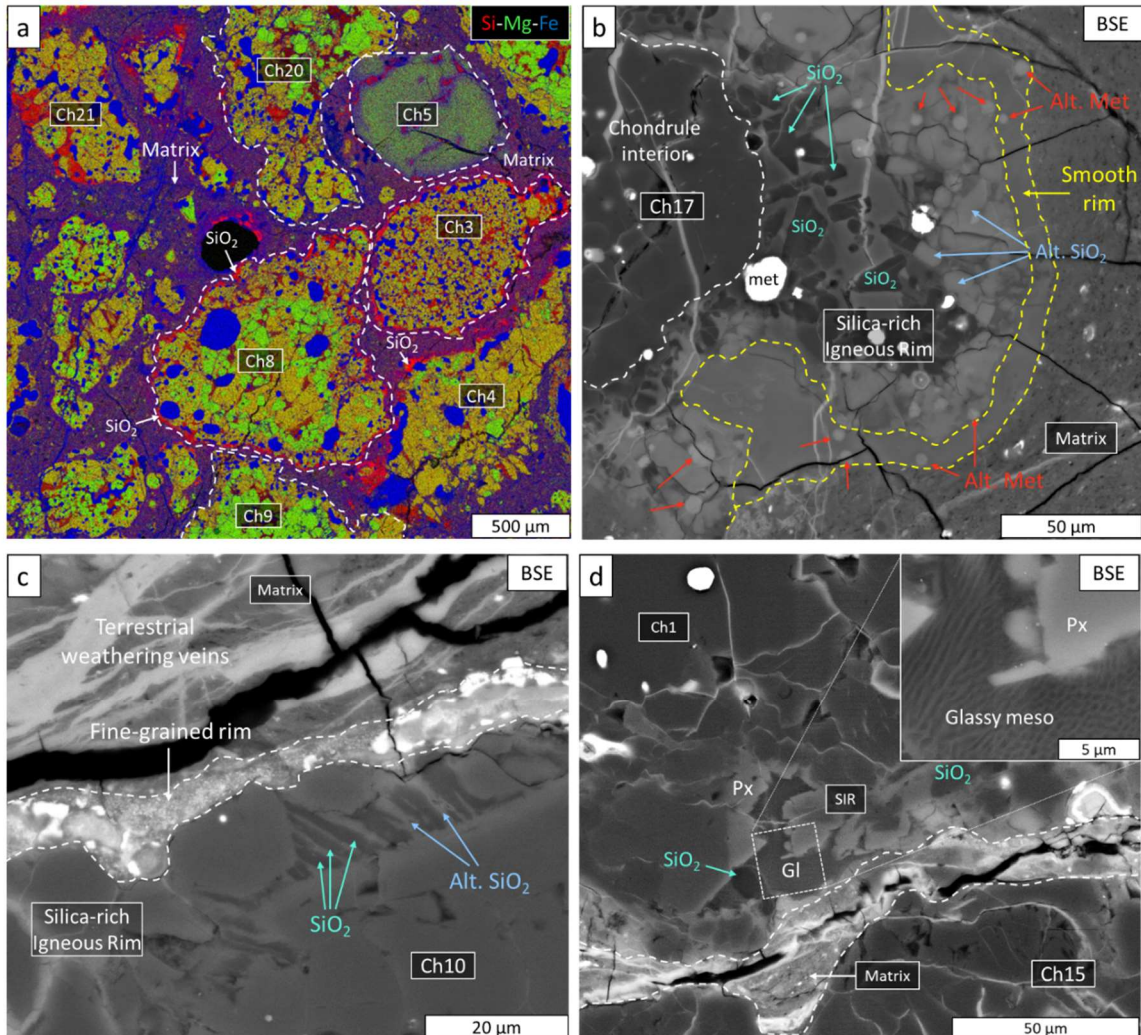 a
Si-Mg-Fe
Ch20
Ch21
Ch5
Matrix
Matrix
SiO2
Ch3
SiO2
Ch8
Ch4
SiO2
Ch9
500 µm
b
BSE
SiO2
Alt. Met
Chondrule
interior
Smooth
rim
Ch17
SiO2
Alt. SiO2
met
SiO2
Silica-rich
Igneous Rim
Matrix
Alt. Met
50 µm
c
BSE
Matrix
Terrestrial
weathering veins
Fine-grained rim
Alt. SiO2
SiO2
Silica-rich
Igneous Rim
Ch10
20 µm
d
BSE
Ch1
Px
Glassy meso
5 µm
SiO2
Px
SIR
SiO2
Gl
Matrix
Ch15
50 µm